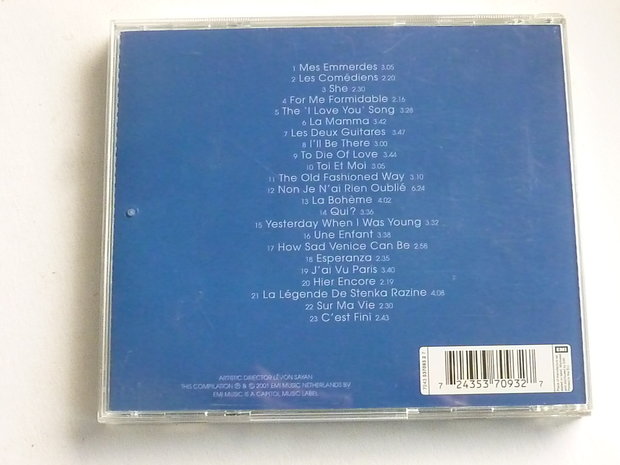 1 Mes Emmerdes 3.05
2 Les Comédiens 2.20
3 She 2.30
4 For Me Formidable 2.16
5 The 'I Love You' Song 3.28
6 La Mamma 3.42
7 Les Deux Guitares 3.47
8 I'll Be There 3.00
9 To Die Of Love 3.44
10 Toi Et Moi 3.05
11 The Old Fashioned Way 3.10
12 Non Je N'ai Rien Oublié 6.24
13 La Bohème 4.02
14 Qui? 3.36
15 Yesterday When I Was Young 3.32
16 Une Enfant 3.38
17 How Sad Venice Can Be 2.58
18 Esperanza 2.35
19 J'ai Vu Paris 3.40
20 Hier Encore 2.19
21 La Légende De Stenka Razine 4.08
22 Sur Ma Vie 2.30
23 C'est Fini 2.43
ARTISTIC DIRECTOR LÉVON SAYAN
THIS COMPILATION ℗ & © 2001 EMI MUSIC NETHERLANDS BV
EMI MUSIC IS A CAPITOL MUSIC LABEL
EMI
7 24353 70932 7